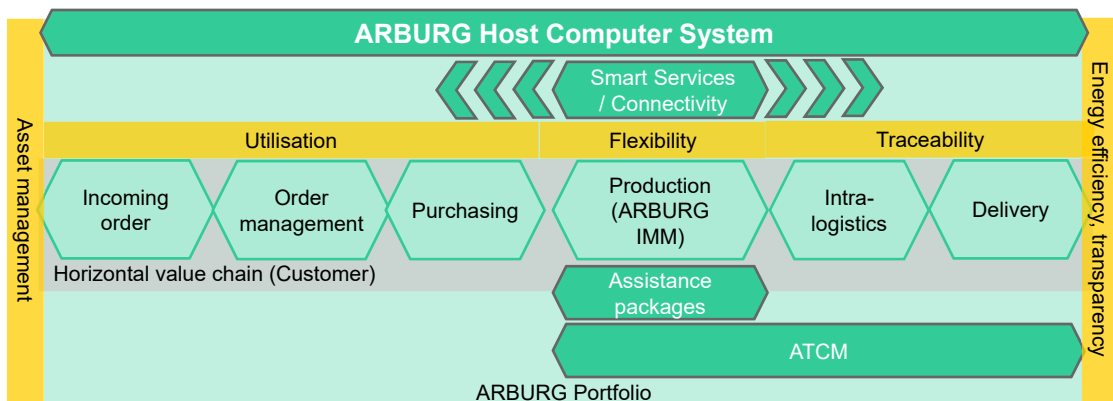 ARBURG Host Computer System
Smart Services
/ Connectivity
Asset management
Energy efficiency, transparency
Utilisation
Flexibility
Traceability
Incoming
order
Order
management
Purchasing
Production
(ARBURG
IMM)
Intra-
logistics
Delivery
Horizontal value chain (Customer)
Assistance
packages
ATCM
ARBURG Portfolio